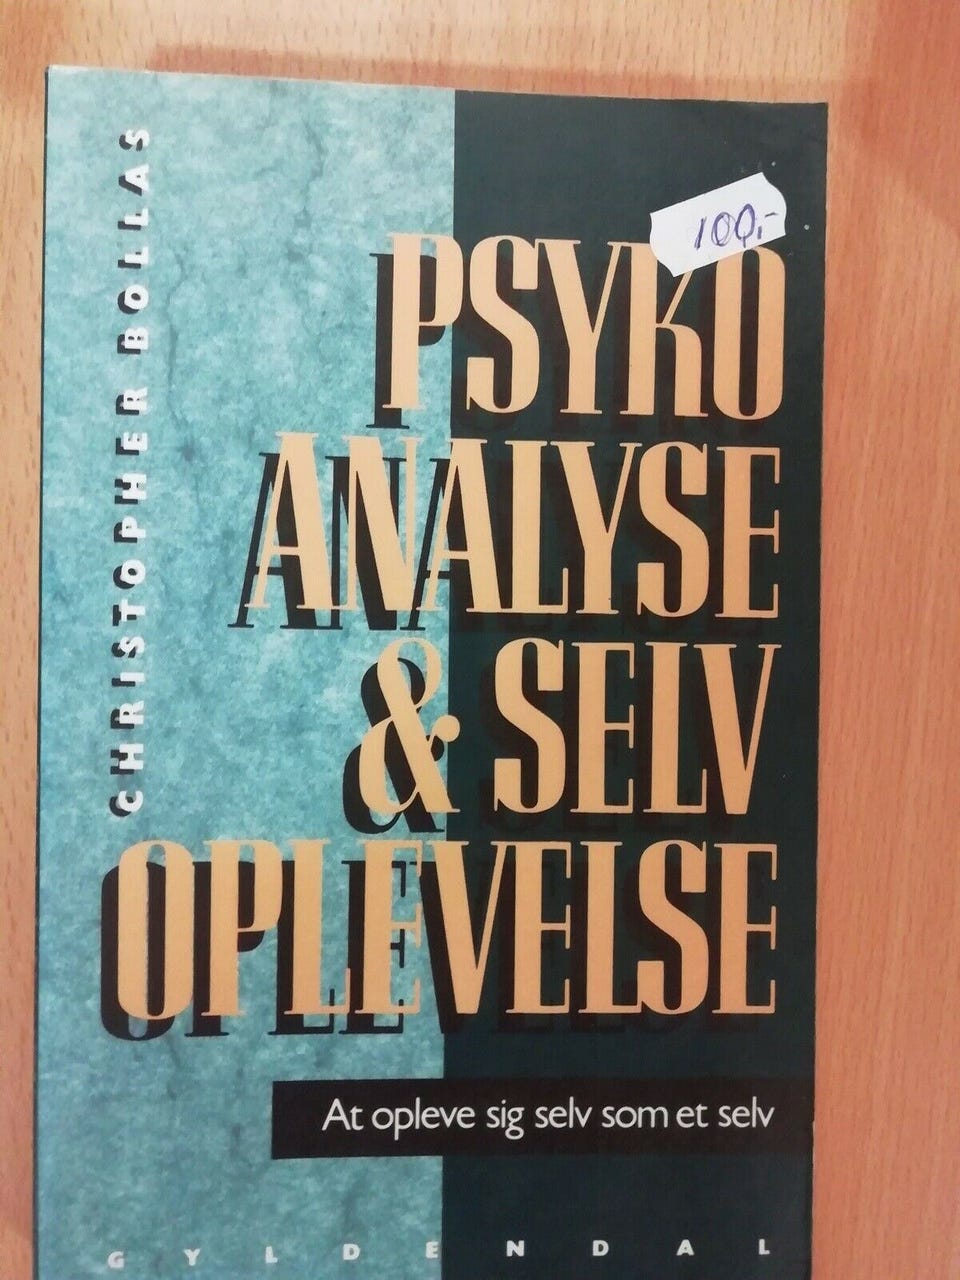 CHRISTOPHER BOLLAS
100,-
PSYKO
ANALYSE
& SELV
OPLEVELSE
At opleve sig selv som et selv
GYLDENDAL